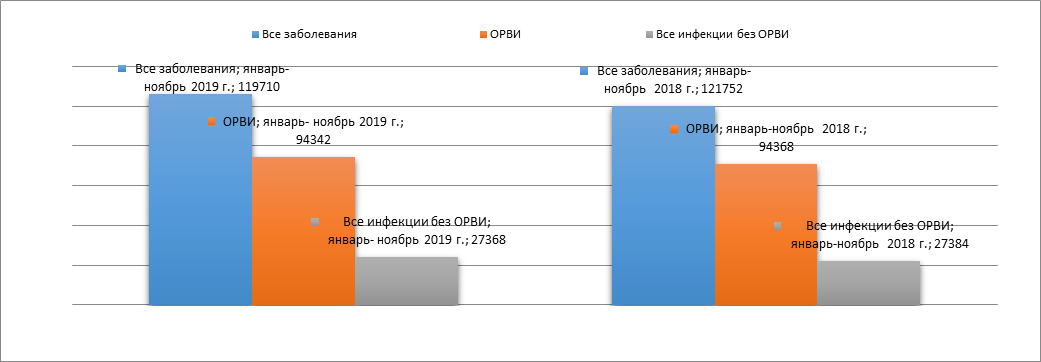 Все заболевания ОРВИ Все инфекции без ОРВИ
Все заболевания; январь-
ноябрь 2019 г.; 119710
ОРВИ; январь- ноябрь 2019 г.;
94342
Все инфекции без ОРВИ;
январь- ноябрь 2019 г.; 27368
Все заболевания; январь-
ноябрь 2018 г.; 121752
ОРВИ; январь-ноябрь 2018 г.;
94368
Все инфекции без ОРВИ;
январь-ноябрь 2018 г.; 27384